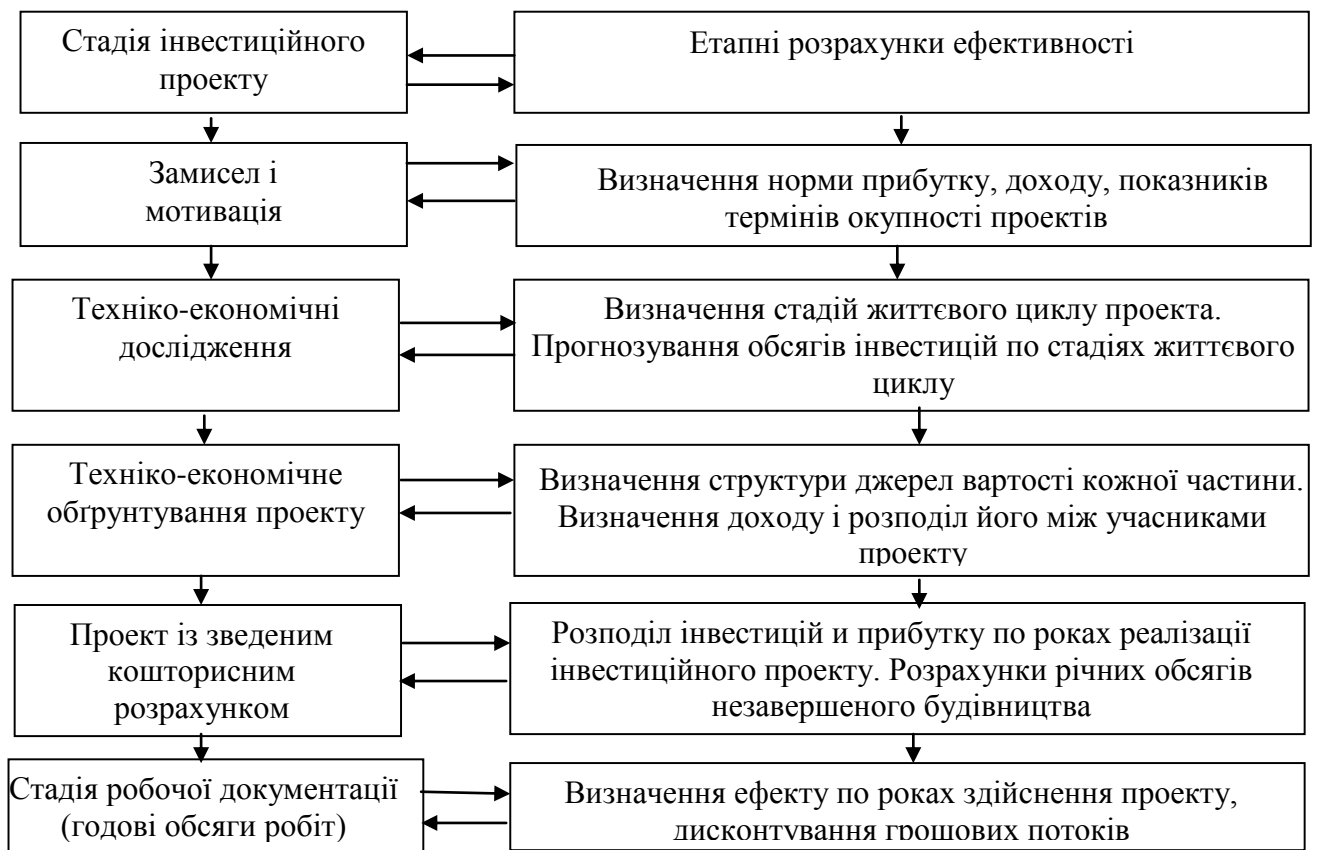 Стадія інвестиційного
проекту
Етапні розрахунки ефективності
Замисел і
мотивація
Визначення норми прибутку, доходу, показників
термінів окупності проектів
Техніко-економічні
дослідження
Визначення стадій життєвого циклу проекта.
Прогнозування обсягів інвестицій по стадіях життєвого
циклу
Техніко-економічне
обґрунтування проекту
Визначення структури джерел вартості кожної частини.
Визначення доходу і розподіл його між учасниками
проекту
Проект із зведеним
кошторисним
розрахунком
Розподіл інвестицій и прибутку по роках реалізації
інвестиційного проекту. Розрахунки річних обсягів
незавершеного будівництва
Стадія робочої документації
(годові обсяги робіт)
Визначення ефекту по роках здійснення проекту,
дисконтування грошових потоків